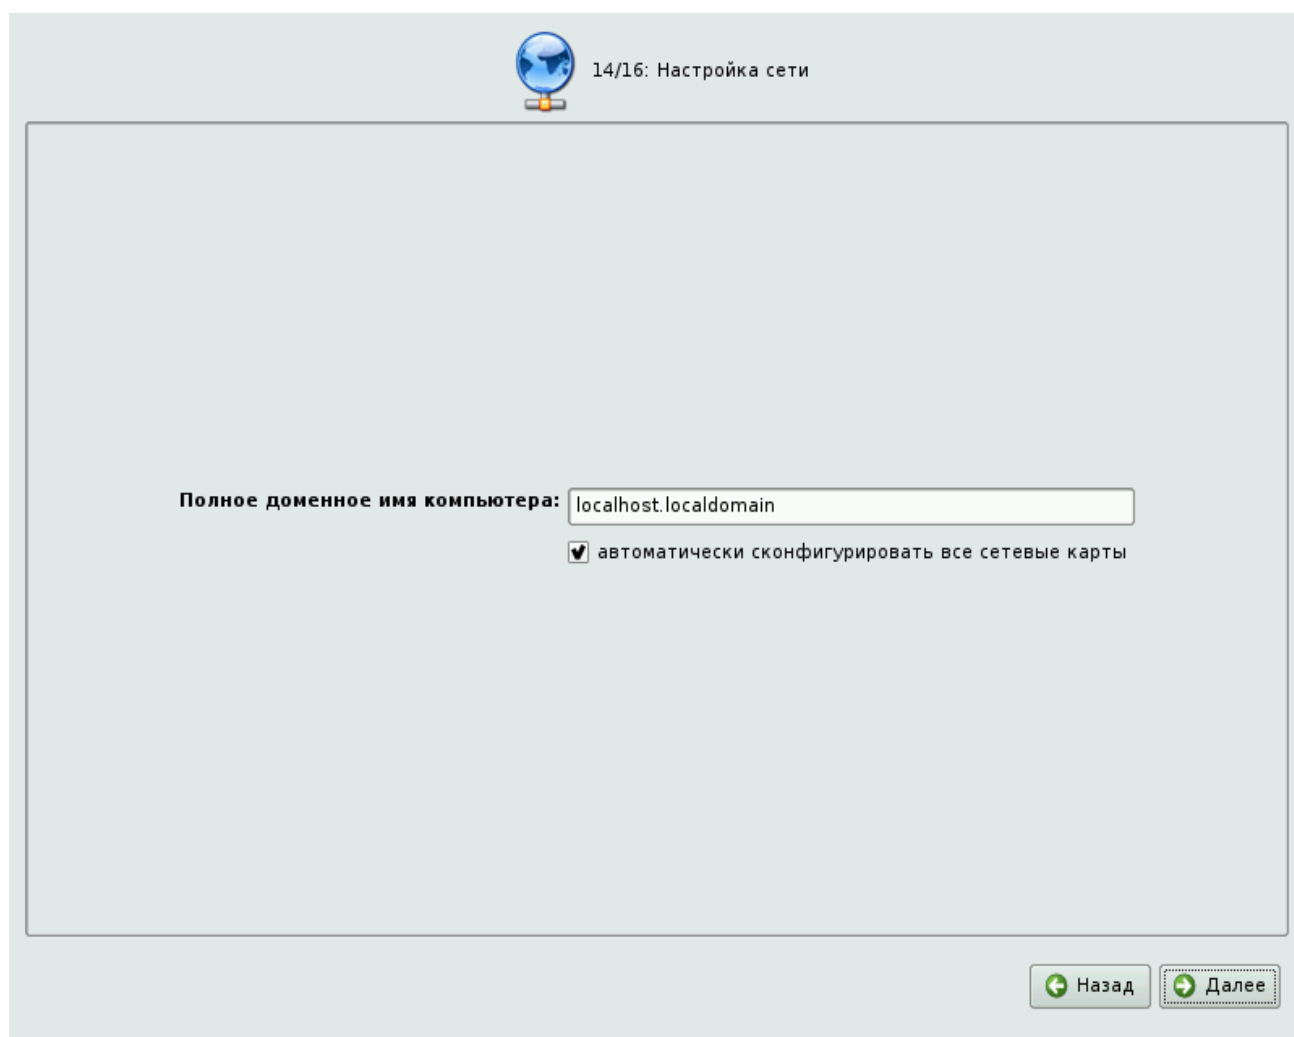 14/16: Настройка сети
Полное доменное имя компьютера: localhost.localdomain
автоматически сконфигурировать все сетевые карты
Назад Далее